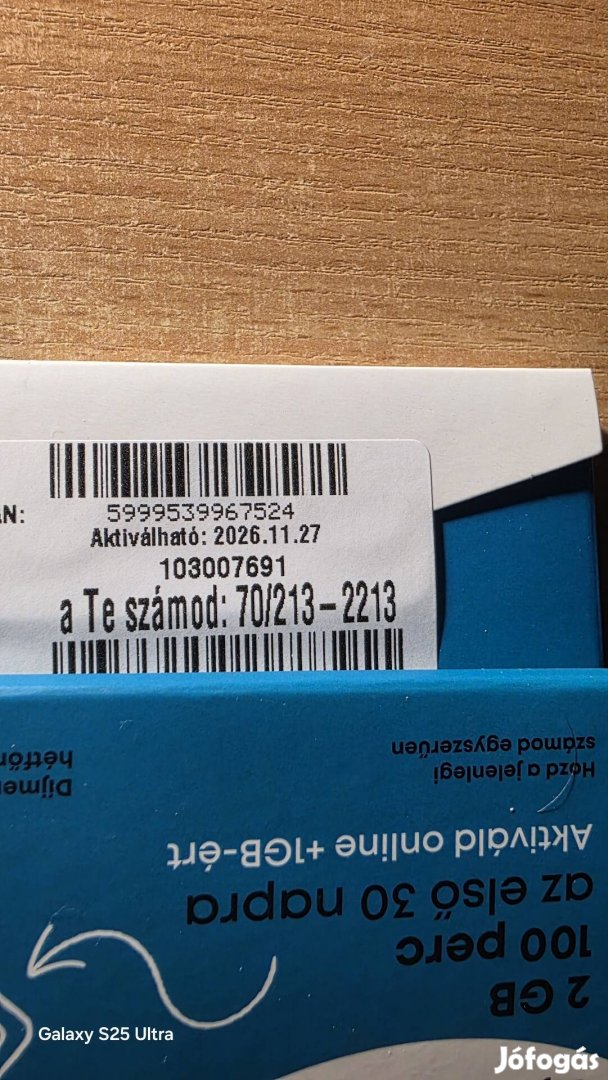 AN:
5999539967524
Aktiválható: 2026.11.27
103007691
a Te számod: 70/213-2213
2 GB
100 perc
az első 30 napra
Aktiváld online +1GB-ért
Hozd a jelenlegi
számod egyszerűen
Galaxy S25 Ultra
Jófogás